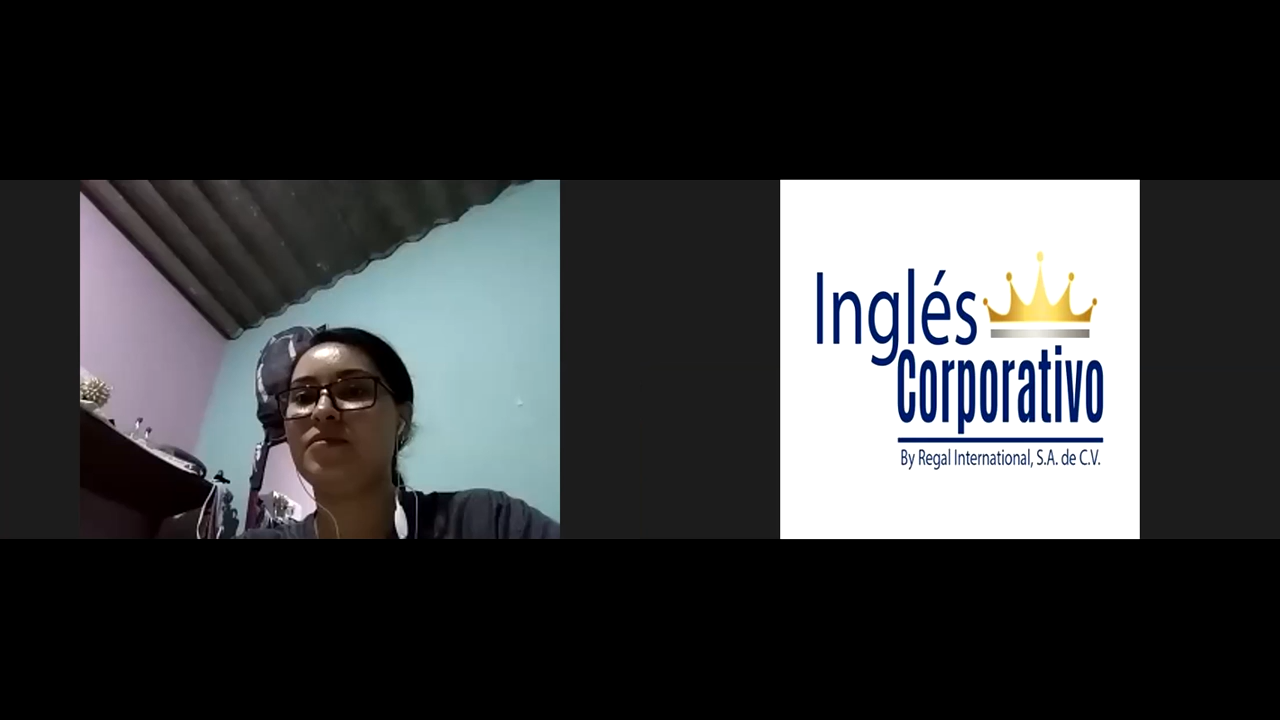 Inglés
Corporativo
By Regal International, S.A. de C.V.